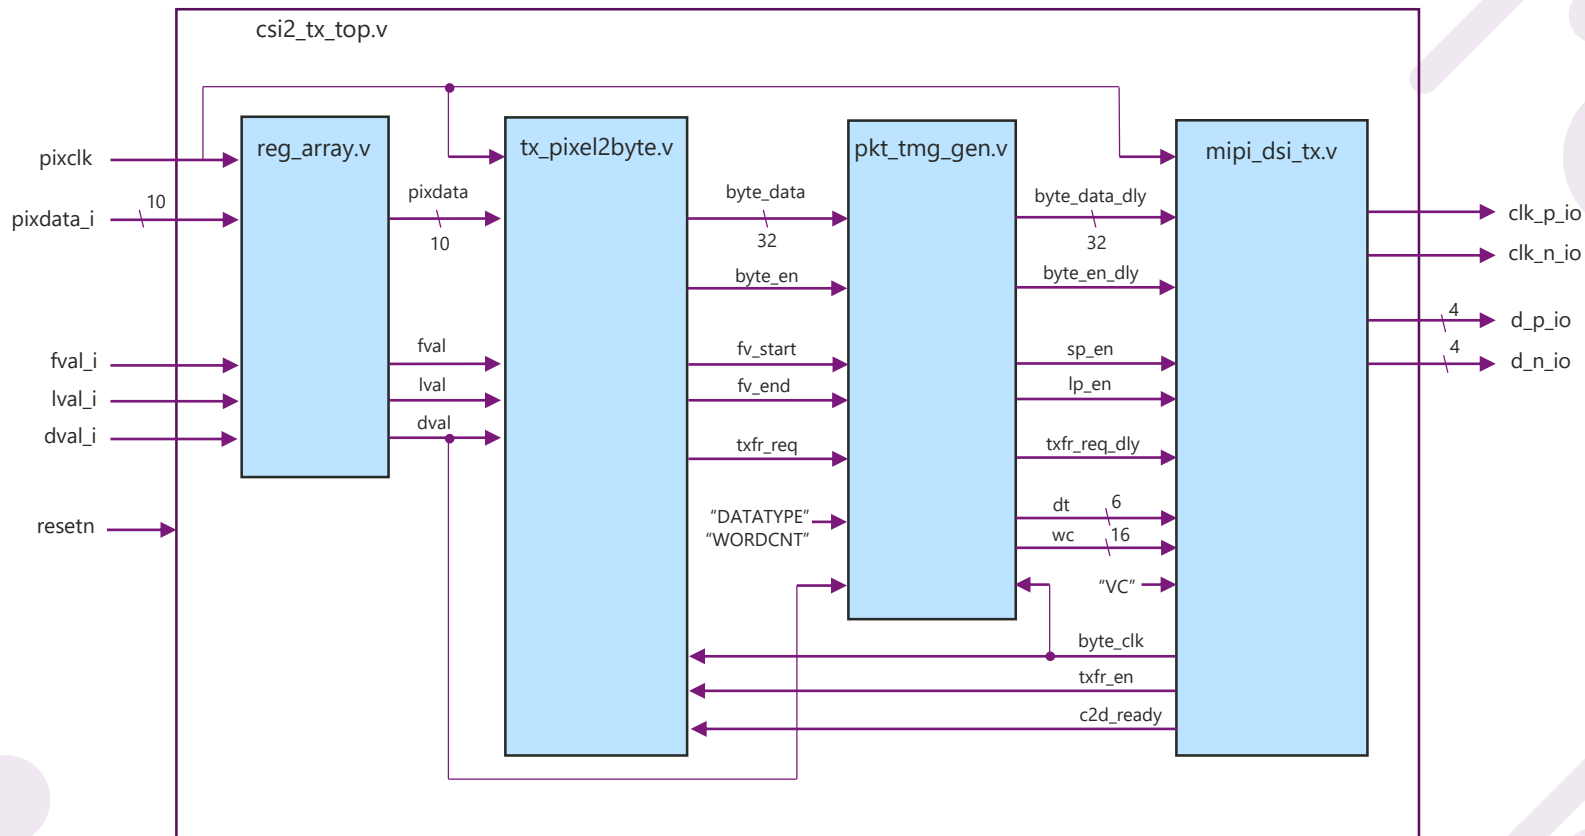 csi2_tx_top.v
reg_array.v
tx_pixel2byte.v
pkt_tmg_gen.v
mipi_dsi_tx.v
pixclk
pixdata_i
10
fval_i
lval_i
dval_i
resetn
pixdata
10
fval
lval
dval
byte_data
32
byte_en
fv_start
fv_end
txfr_req
“DATATYPE”
“WORDCNT”
byte_data_dly
32
byte_en_dly
sp_en
lp_en
txfr_req_dly
dt
6
wc
16
“VC”
byte_clk
txfr_en
c2d_ready
clk_p_io
clk_n_io
4
d_p_io
4
d_n_io